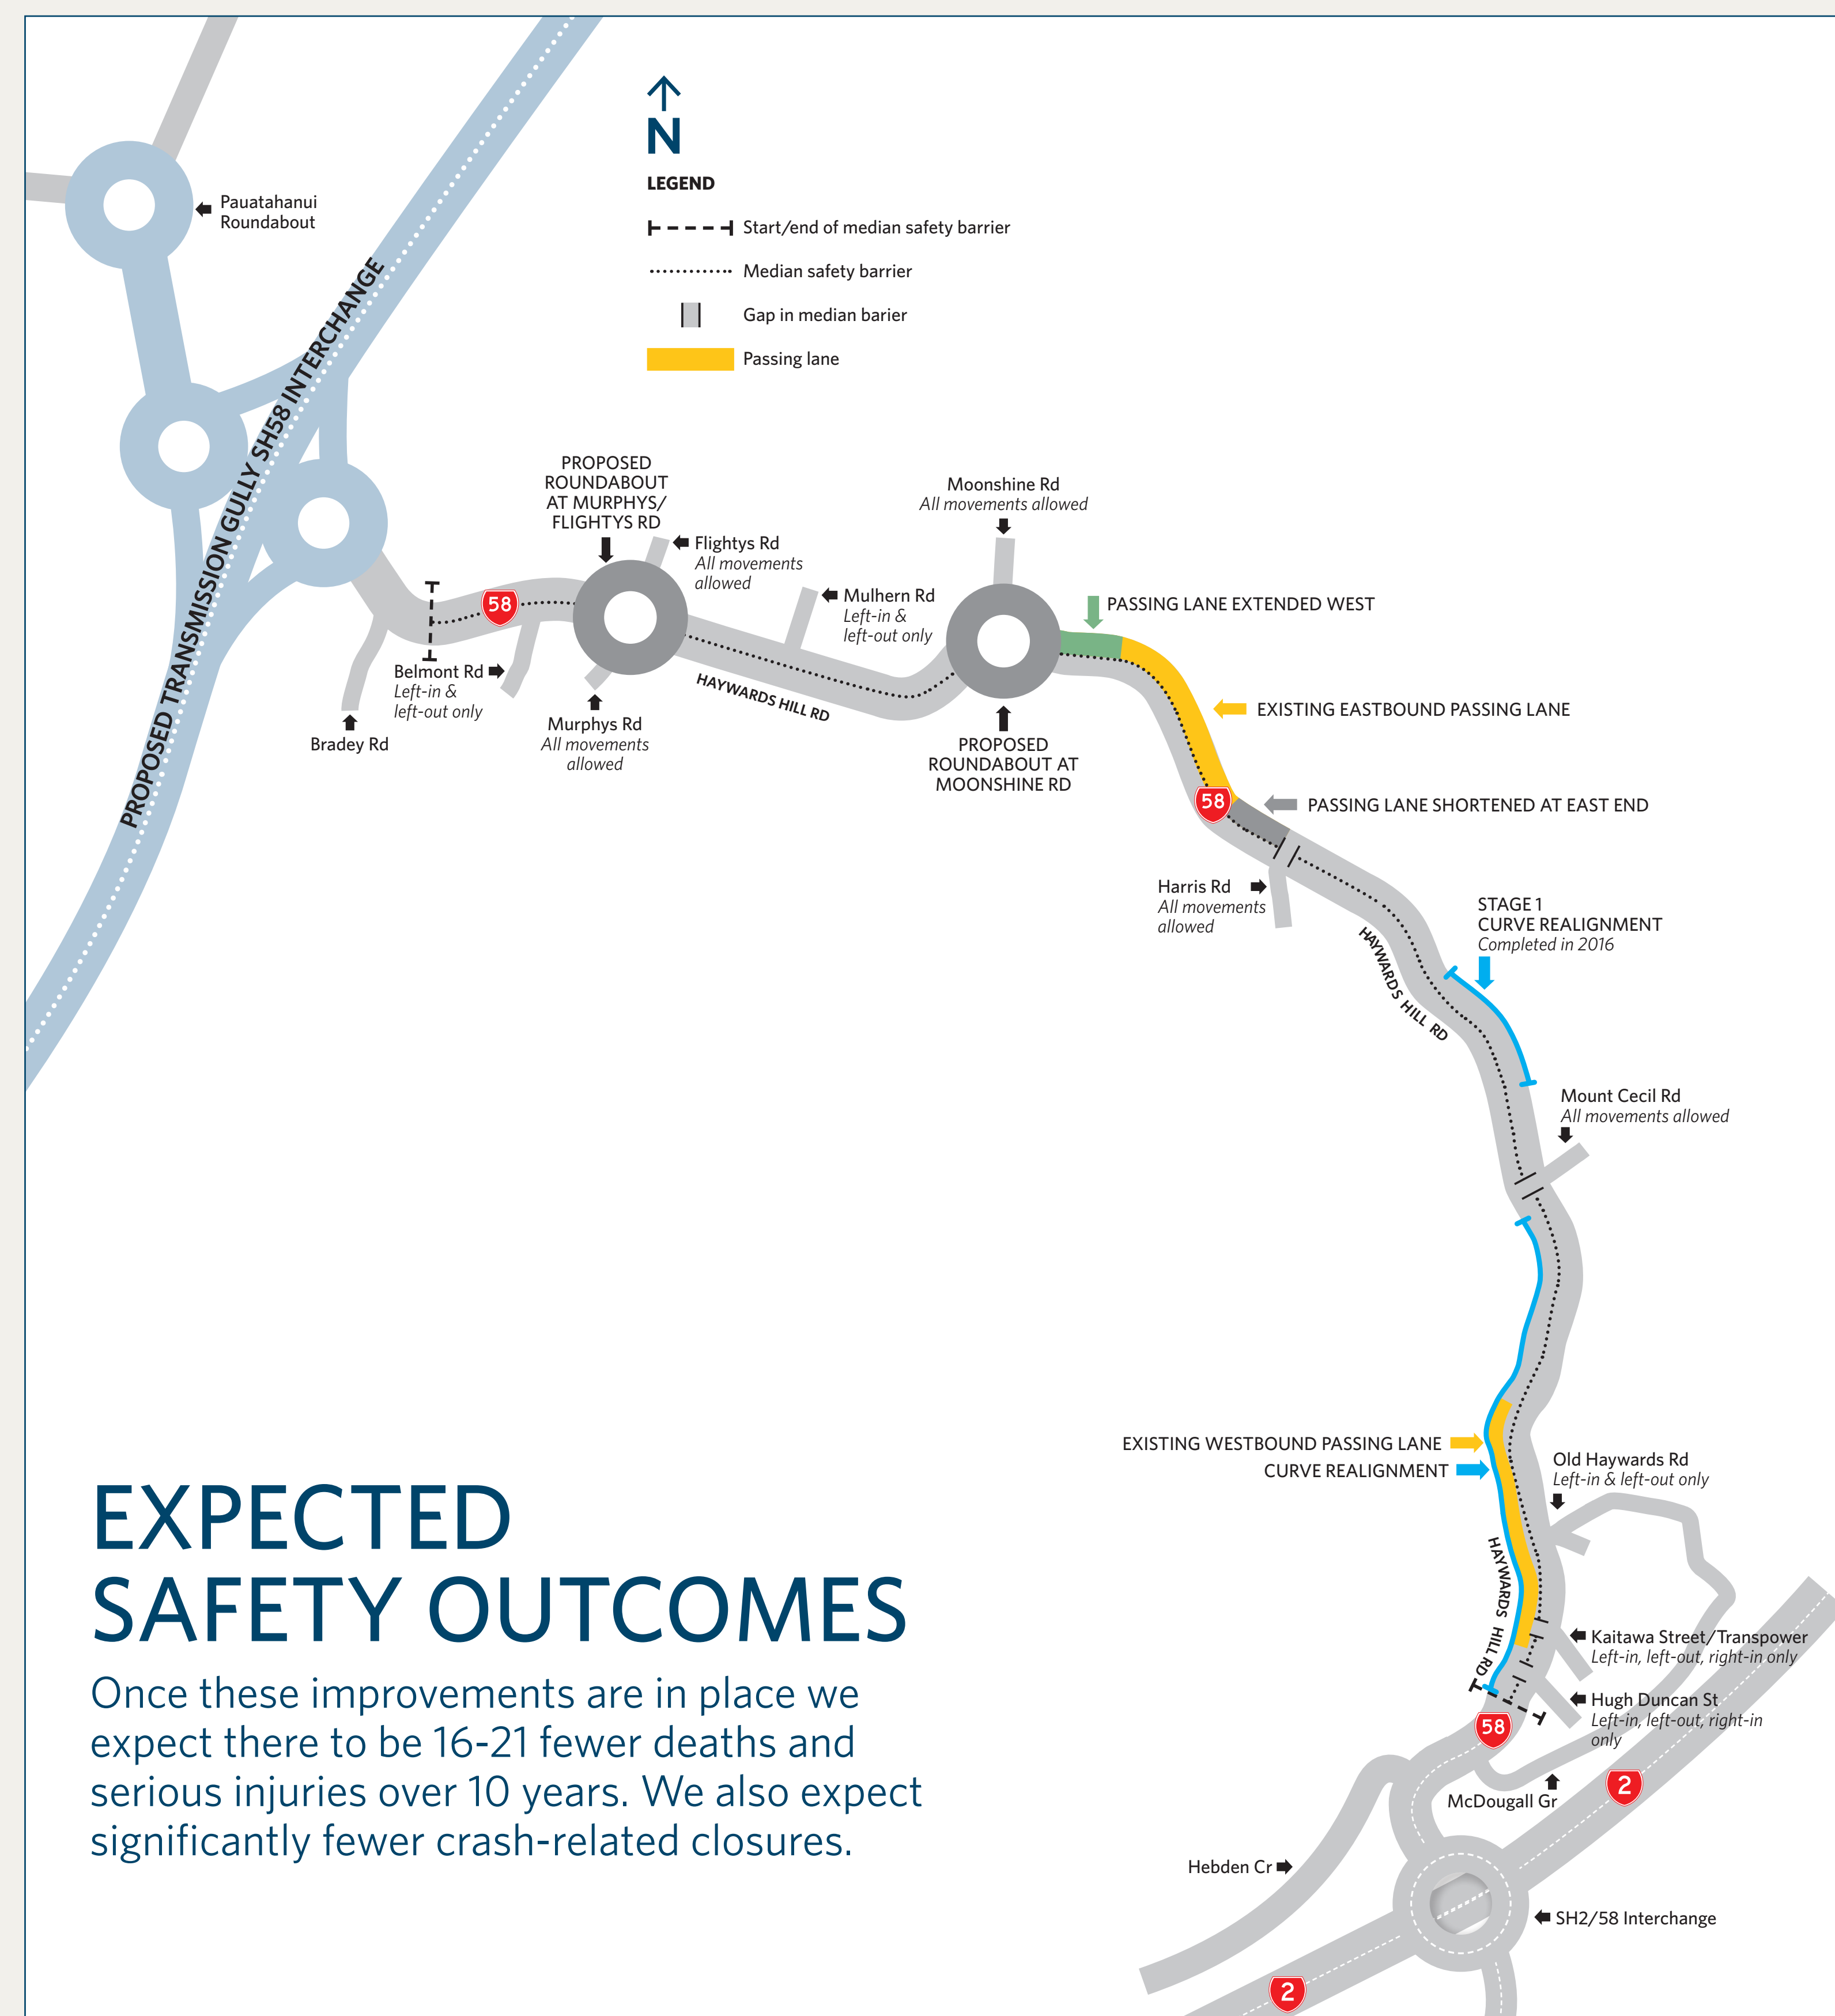 N
LEGEND
Start/end of median safety barrier
Median safety barrier
Gap in median barier
Passing lane
Pauatahanui
Roundabout
PROPOSED TRANSMISSION GULLY SH58 INTERCHANGE
PROPOSED
ROUNDABOUT
AT MURPHYS/
FLIGHTYS RD
Flightys Rd
All movements
allowed
Mulhern Rd
Left-in &
left-out only
Moonshine Rd
All movements allowed
PASSING LANE EXTENDED WEST
58
Belmont Rd
Left-in &
left-out only
Bradey Rd
Murphys Rd
All movements
allowed
HAYWARDS HILL RD
PROPOSED
ROUNDABOUT AT
MOONSHINE RD
EXISTING EASTBOUND PASSING LANE
58
PASSING LANE SHORTENED AT EAST END
Harris Rd
All movements
allowed
HAYWARDS HILL RD
STAGE 1
CURVE REALIGNMENT
Completed in 2016
Mount Cecil Rd
All movements allowed
EXISTING WESTBOUND PASSING LANE
CURVE REALIGNMENT
Old Haywards Rd
Left-in & left-out only
HAYWARDS HILL RD
Kaitawa Street/Transpower
Left-in, left-out, right-in only
Hugh Duncan St
Left-in, left-out, right-in
only
58
2
McDougall Gr
Hebden Cr
SH2/58 Interchange
2
EXPECTED
SAFETY OUTCOMES
Once these improvements are in place we
expect there to be 16-21 fewer deaths and
serious injuries over 10 years. We also expect
significantly fewer crash-related closures.